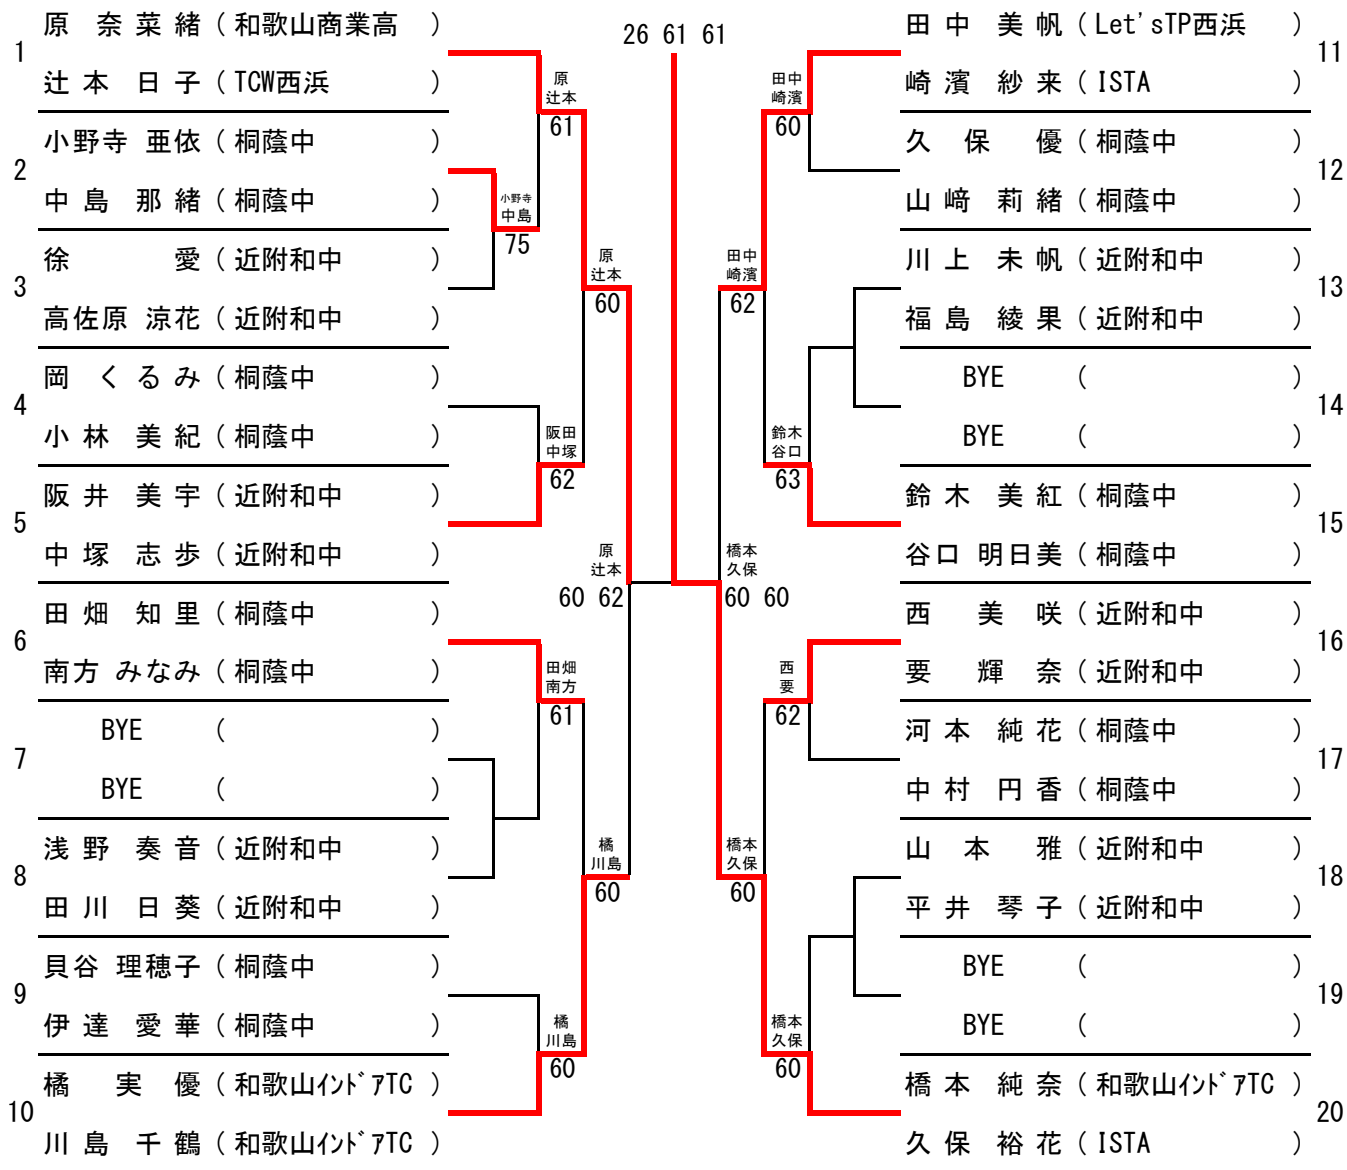 26 61 61
1
原 奈菜緒 ( 和歌山商業高 )
辻本 日子 ( TCW西浜 )
2
小野寺 亜依 ( 桐蔭中 )
中島 那緒 ( 桐蔭中 )
3
徐 愛 ( 近附和中 )
高佐原 涼花 ( 近附和中 )
4
岡 くるみ ( 桐蔭中 )
小林 美紀 ( 桐蔭中 )
5
阪井 美宇 ( 近附和中 )
中塚 志歩 ( 近附和中 )
6
田畑 知里 ( 桐蔭中 )
南方 みなみ ( 桐蔭中 )
7
BYE ( )
BYE ( )
8
浅野 奏音 ( 近附和中 )
田川 日葵 ( 近附和中 )
9
貝谷 理穂子 ( 桐蔭中 )
伊達 愛華 ( 桐蔭中 )
10
橘 実優 ( 和歌山インドアTC )
川島 千鶴 ( 和歌山インドアTC )
原
辻本
61
小野寺
中島
75
原
辻本
60
阪田
中塚
62
原
辻本
60 62
田畑
南方
61
橘
川島
60
橘
川島
60
田中
崎濱
60
田中
崎濱
62
鈴木
谷口
63
橋本
久保
60 60
西
要
62
橋本
久保
60
橋本
久保
60
田中 美帆 ( Let'sTP西浜 )
崎濱 紗来 ( ISTA )
11
久保 優 ( 桐蔭中 )
山﨑 莉緒 ( 桐蔭中 )
12
川上 未帆 ( 近附和中 )
福島 綾果 ( 近附和中 )
13
BYE ( )
BYE ( )
14
鈴木 美紅 ( 桐蔭中 )
谷口 明日美 ( 桐蔭中 )
15
西 美咲 ( 近附和中 )
要 輝奈 ( 近附和中 )
16
河本 純花 ( 桐蔭中 )
中村 円香 ( 桐蔭中 )
17
山本 雅 ( 近附和中 )
平井 琴子 ( 近附和中 )
18
BYE ( )
BYE ( )
19
橋本 純奈 ( 和歌山インドアTC )
久保 裕花 ( ISTA )
20